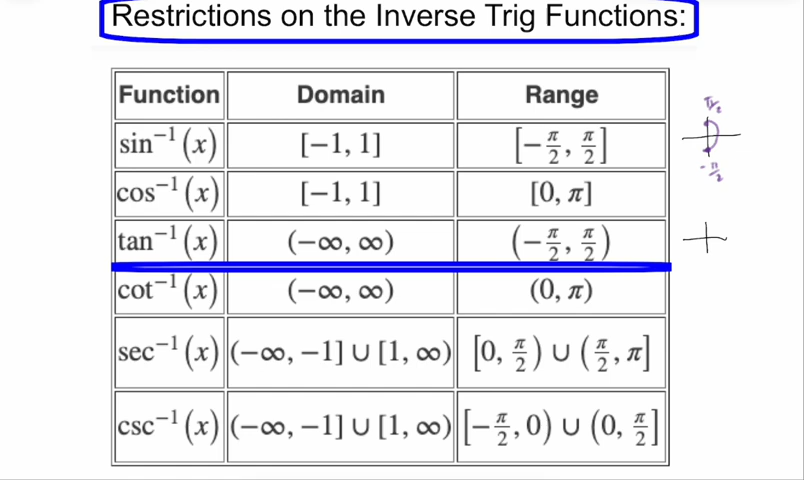 Restrictions on the Inverse Trig Functions:
Function Domain Range
sin⁻¹(x) [−1, 1] [−π/2, π/2]
cos⁻¹(x) [−1, 1] [0, π]
tan⁻¹(x) (−∞, ∞) (−π/2, π/2)
cot⁻¹(x) (−∞, ∞) (0, π)
sec⁻¹(x) (−∞, −1] ∪ [1, ∞) [0, π/2) ∪ (π/2, π]
csc⁻¹(x) (−∞, −1] ∪ [1, ∞) [−π/2, 0) ∪ (0, π/2]
π/2
-π/2